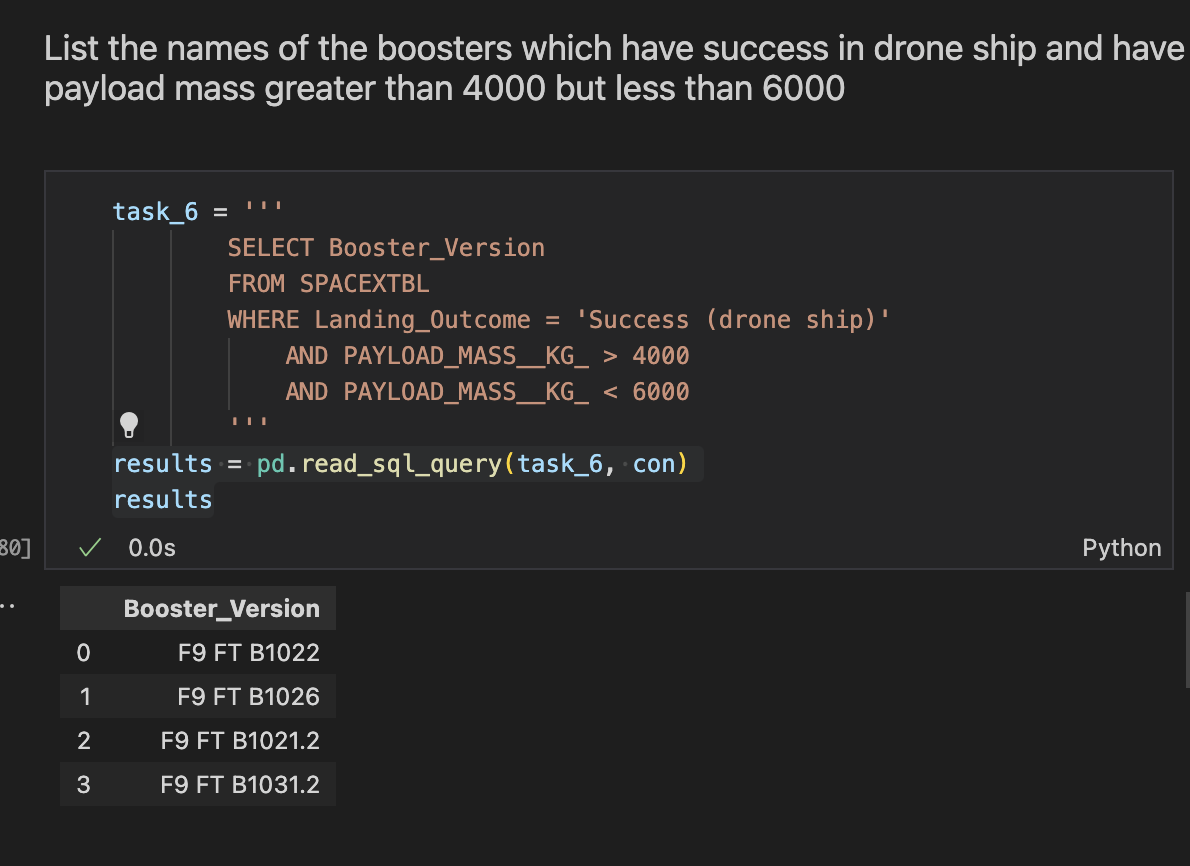 List the names of the boosters which have success in drone ship and have
payload mass greater than 4000 but less than 6000
task_6 = '''
SELECT Booster_Version
FROM SPACEXTBL
WHERE Landing_Outcome = 'Success (drone ship)'
AND PAYLOAD_MASS__KG_ > 4000
AND PAYLOAD_MASS__KG_ < 6000
'''
results = pd.read_sql_query(task_6, con)
results
80]
0.0s
Python
Booster_Version
0 F9 FT B1022
1 F9 FT B1026
2 F9 FT B1021.2
3 F9 FT B1031.2